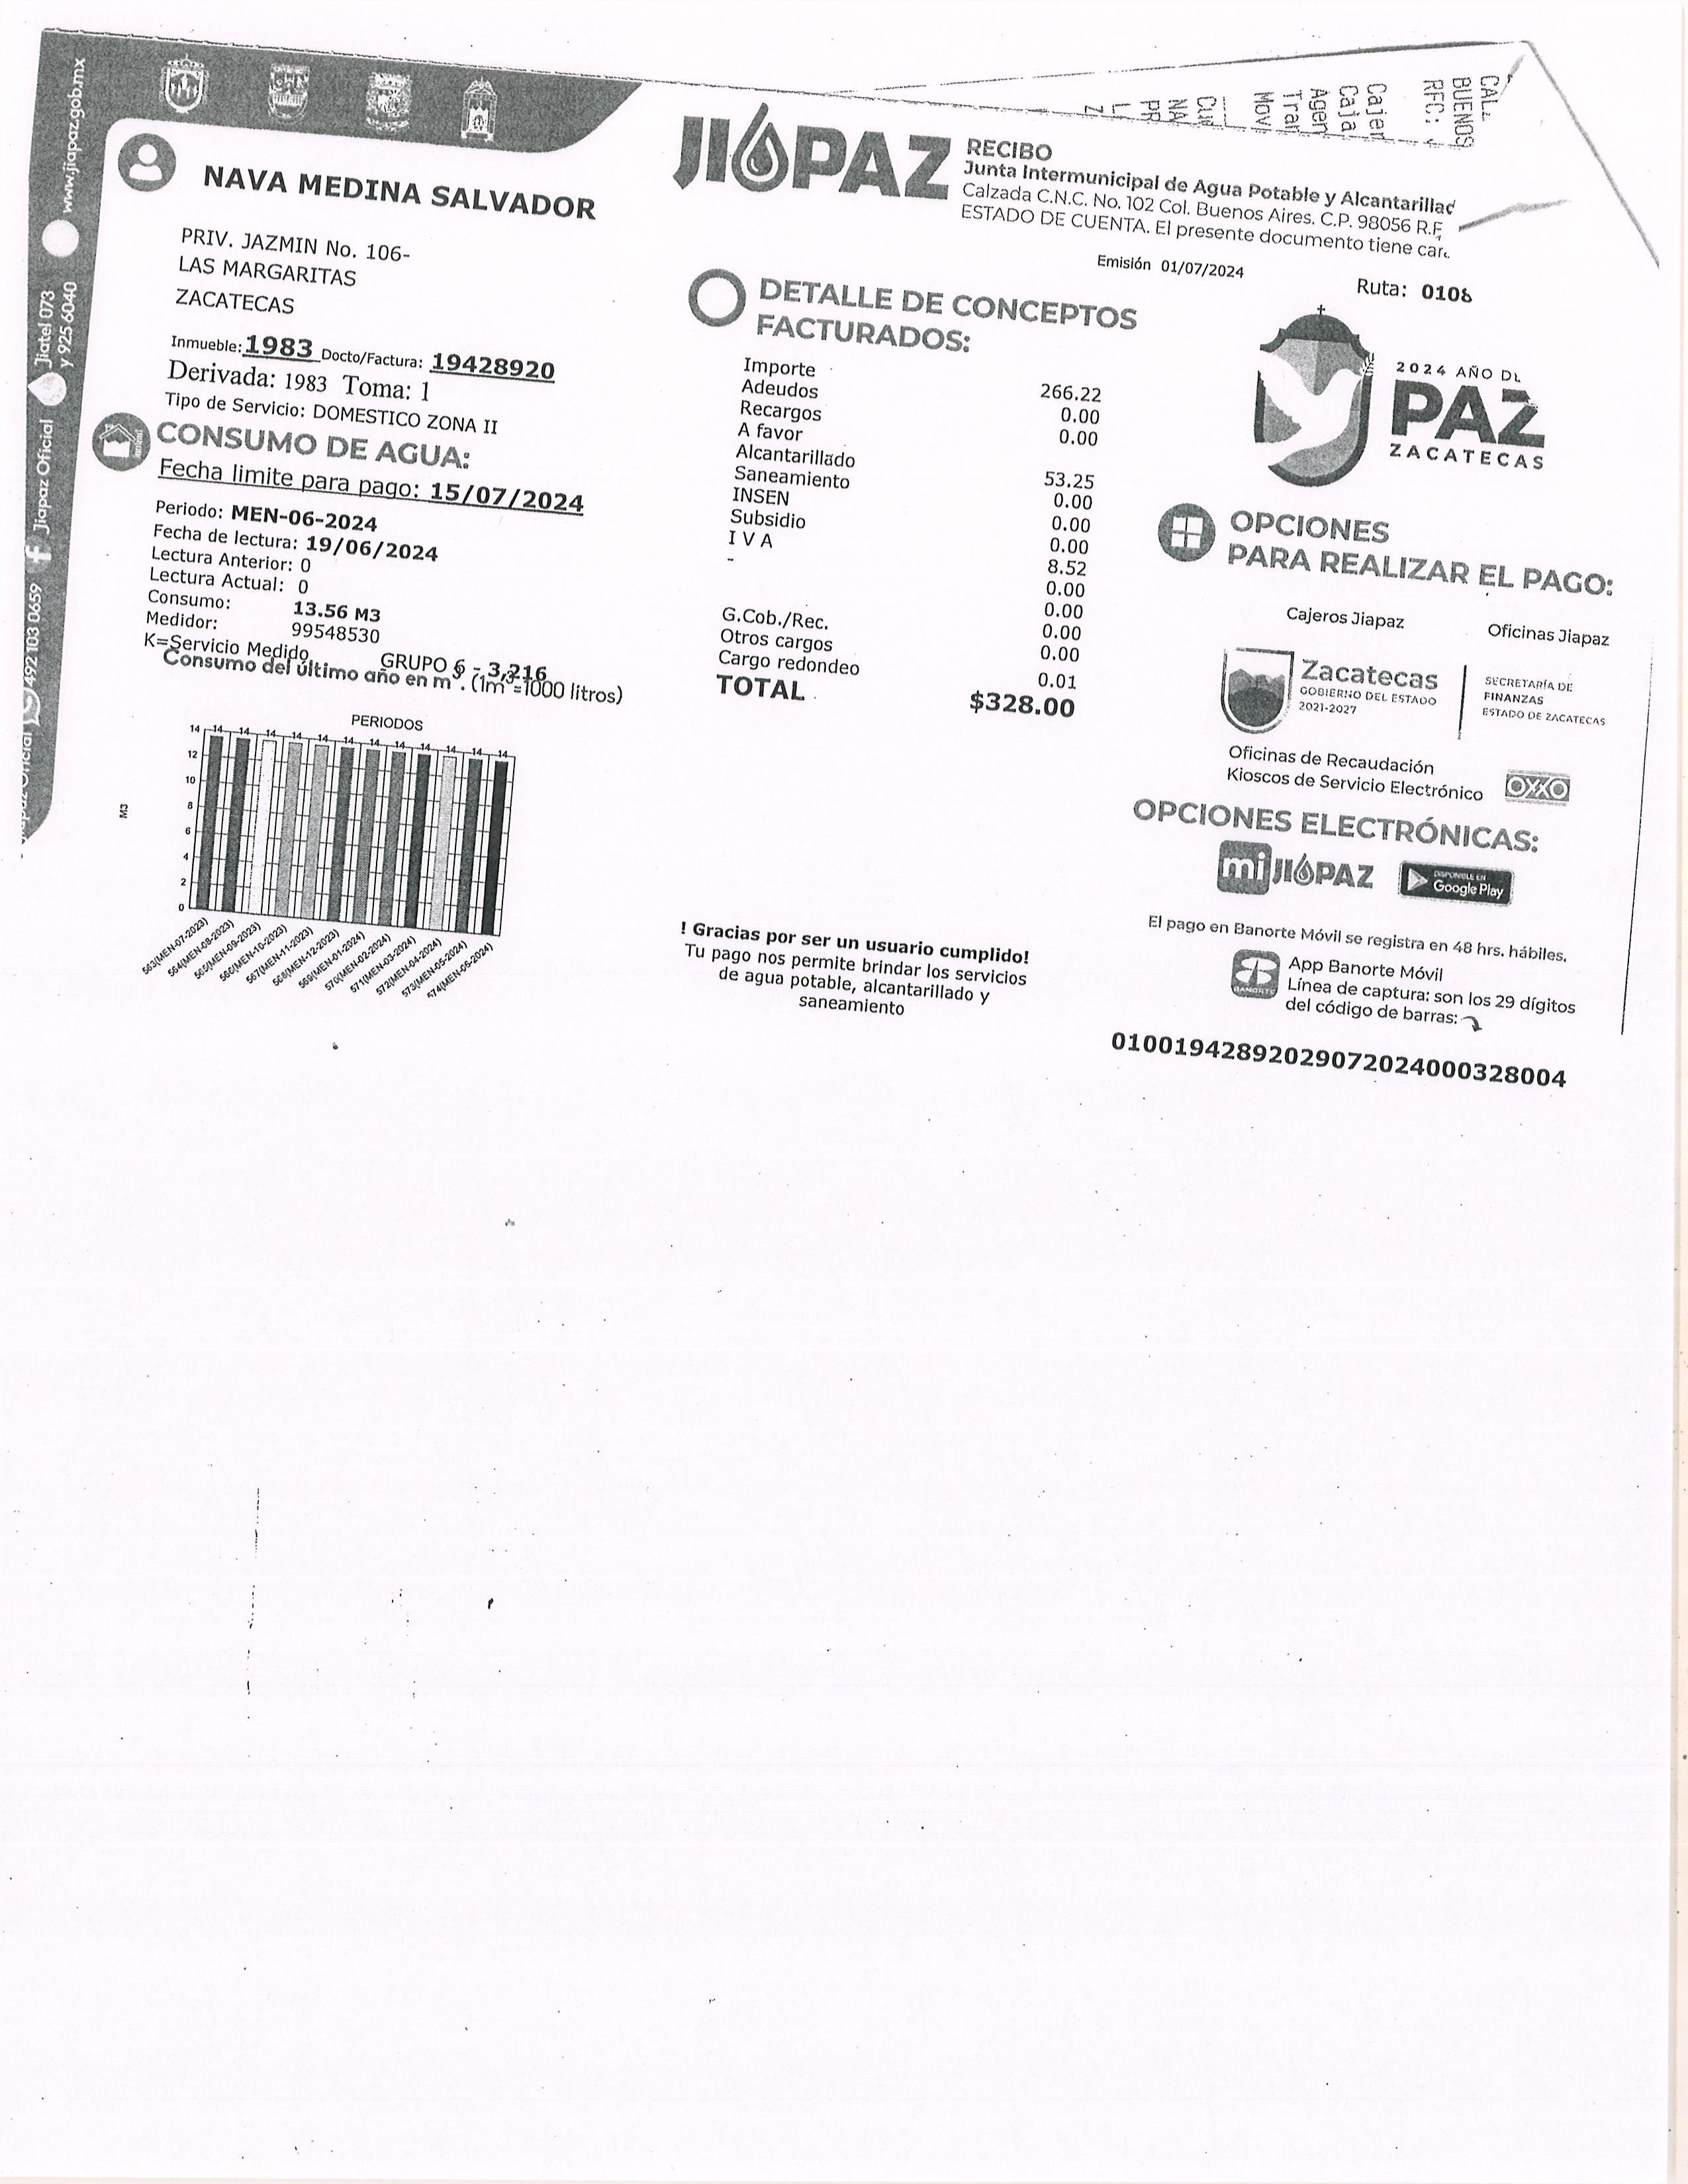 www.jiapaz.gob.mx
Jiatel 073
y 925 6040
Jiapaz Oficial
492 103 0659
NAVA MEDINA SALVADOR
PRIV. JAZMIN No. 106-
LAS MARGARITAS
ZACATECAS
Inmueble: 1983 Docto/Factura: 19428920
Derivada: 1983 Toma: 1
Tipo de Servicio: DOMESTICO ZONA II
CONSUMO DE AGUA:
Fecha limite para pago: 15/07/2024
Periodo: MEN-06-2024
Fecha de lectura: 19/06/2024
Lectura Anterior: 0
Lectura Actual: 0
Consumo: 13.56 M3
Medidor: 99548530
K=Servicio Medido GRUPO 6 - 3,216
Consumo del último año en m³. (1m³=1000 litros)
PERIODOS
14 14 14 14 14 14 14 14 14 14 14 14
14
12
10
8
6
4
2
0
M3
563(MEN-07-2023)
564(MEN-08-2023)
565(MEN-09-2023)
566(MEN-10-2023)
567(MEN-11-2023)
568(MEN-12-2023)
569(MEN-01-2024)
570(MEN-02-2024)
571(MEN-03-2024)
572(MEN-04-2024)
573(MEN-05-2024)
574(MEN-06-2024)
JIAPAZ
RECIBO
Junta Intermunicipal de Agua Potable y Alcantarillad
Calzada C.N.C. No. 102 Col. Buenos Aires. C.P. 98056 R.F
ESTADO DE CUENTA. El presente documento tiene car
Emisión 01/07/2024
Ruta: 0108
CALZ
BUENOS
RFC:
Cajer
Caja
Agen
Tran
Movi
NA
PR
L
Z
DETALLE DE CONCEPTOS
FACTURADOS:
Importe 266.22
Adeudos 0.00
Recargos 0.00
A favor
Alcantarillado 53.25
Saneamiento 0.00
INSEN 0.00
Subsidio 0.00
I V A 8.52
- 0.00
0.00
G.Cob./Rec. 0.00
Otros cargos 0.00
Cargo redondeo 0.01
TOTAL $328.00
! Gracias por ser un usuario cumplido!
Tu pago nos permite brindar los servicios
de agua potable, alcantarillado y
saneamiento
2024 AÑO DE
PAZ
ZACATECAS
OPCIONES
PARA REALIZAR EL PAGO:
Cajeros Jiapaz Oficinas Jiapaz
Zacatecas
GOBIERNO DEL ESTADO
2021-2027
SECRETARÍA DE
FINANZAS
ESTADO DE ZACATECAS
Oficinas de Recaudación
Kioscos de Servicio Electrónico
OXXO
OPCIONES ELECTRÓNICAS:
mi JIAPAZ
DISPONIBLE EN
Google Play
El pago en Banorte Móvil se registra en 48 hrs. hábiles.
BANORTE
App Banorte Móvil
Línea de captura: son los 29 dígitos
del código de barras:
01001942892029072024000328004